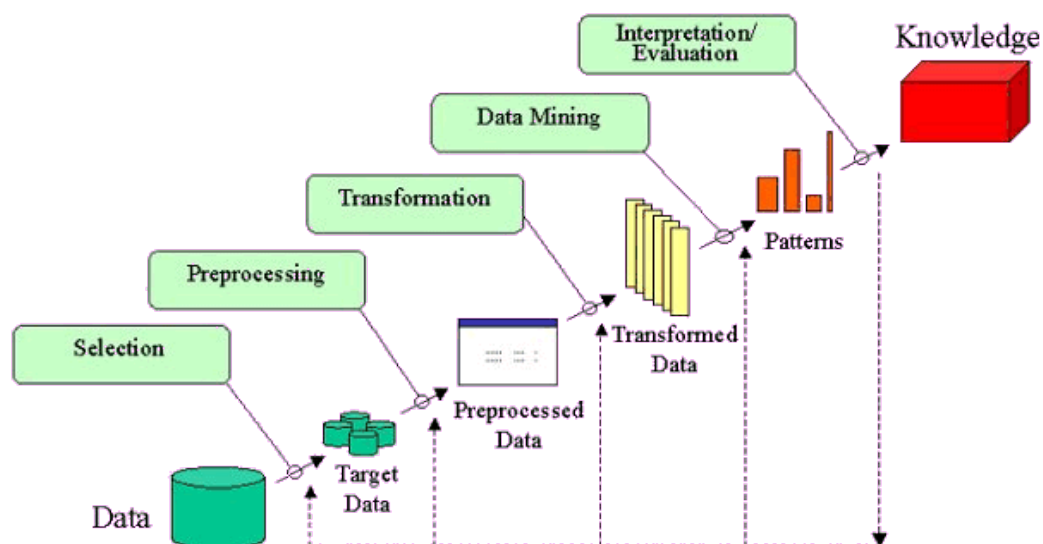 Interpretation/
Evaluation
Knowledge
Data Mining
Transformation
Patterns
Preprocessing
Transformed
Data
Selection
Preprocessed
Data
Target
Data
Data